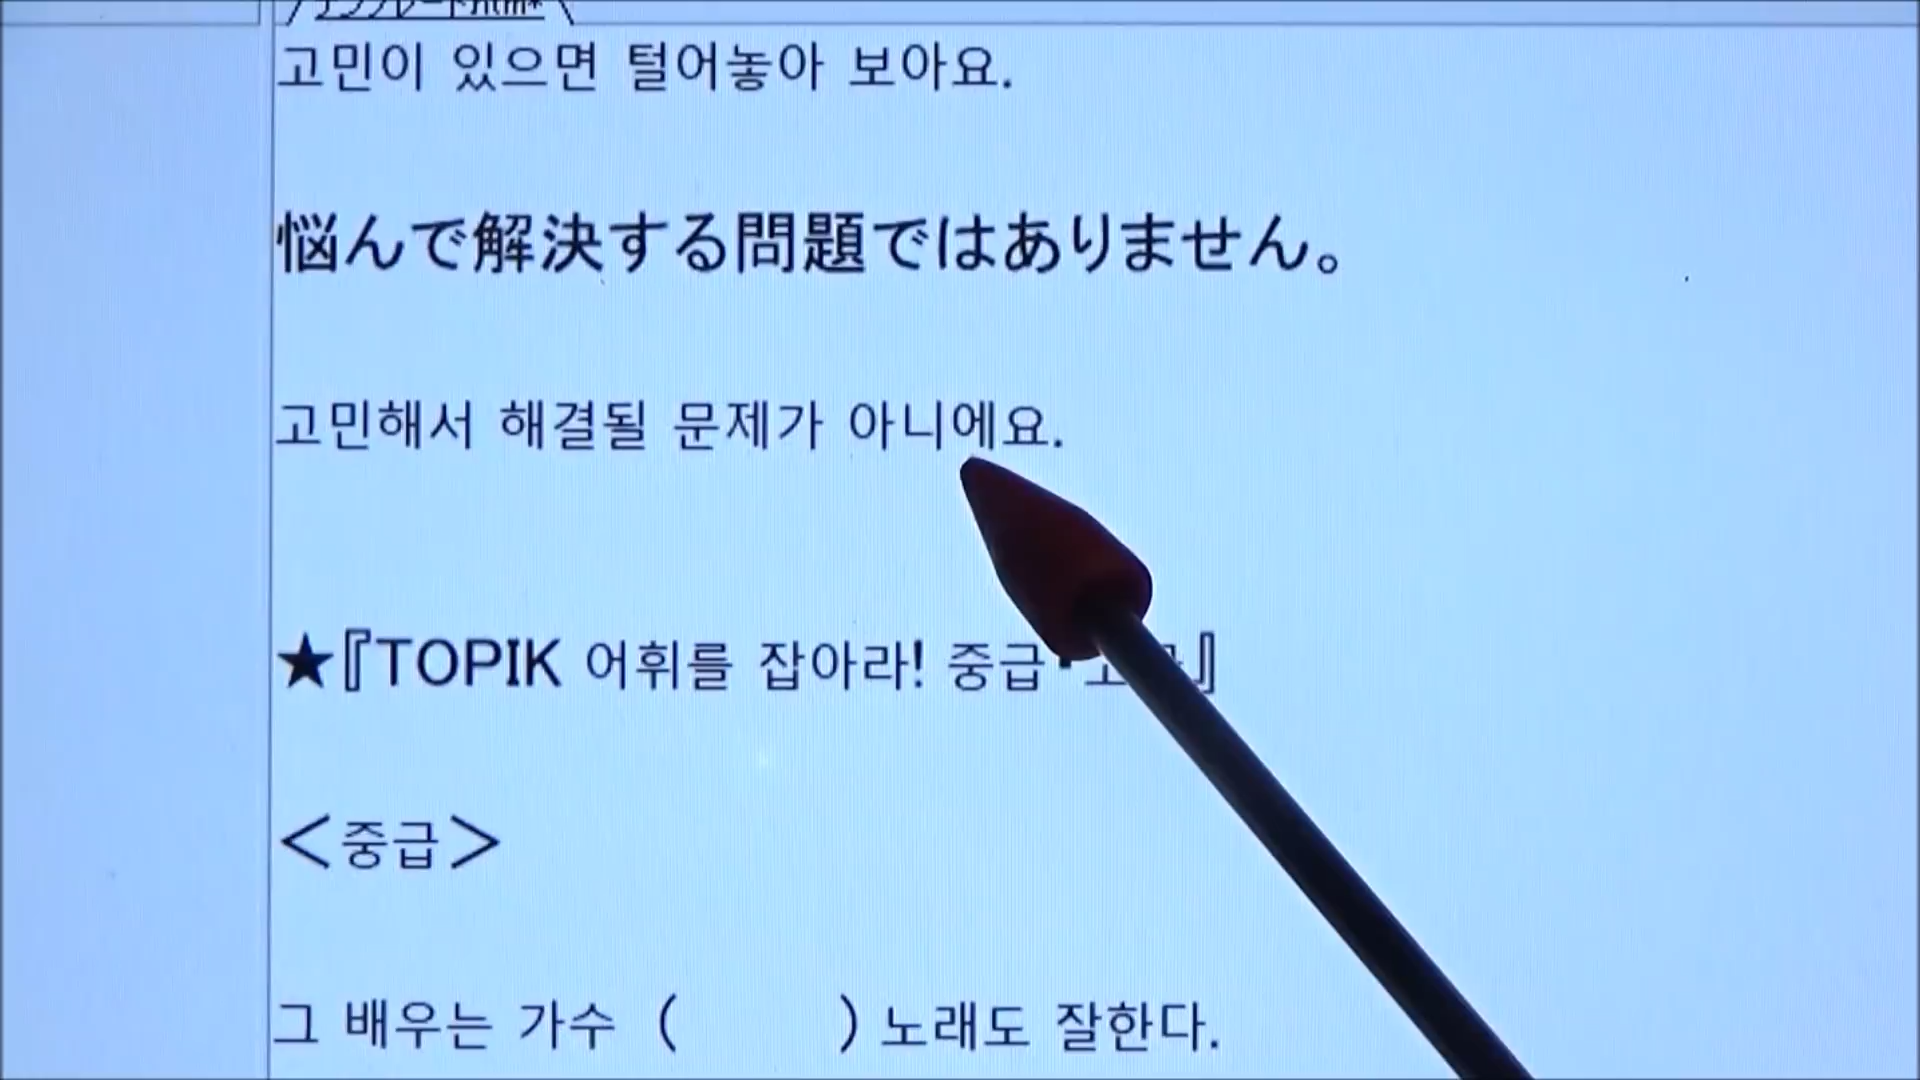 고민이 있으면 털어놓아 보아요.
悩んで解決する問題ではありません。
고민해서 해결될 문제가 아니에요.
★『TOPIK 어휘를 잡아라! 중급･ 』
＜중급＞
그 배우는 가수 ( ) 노래도 잘한다.